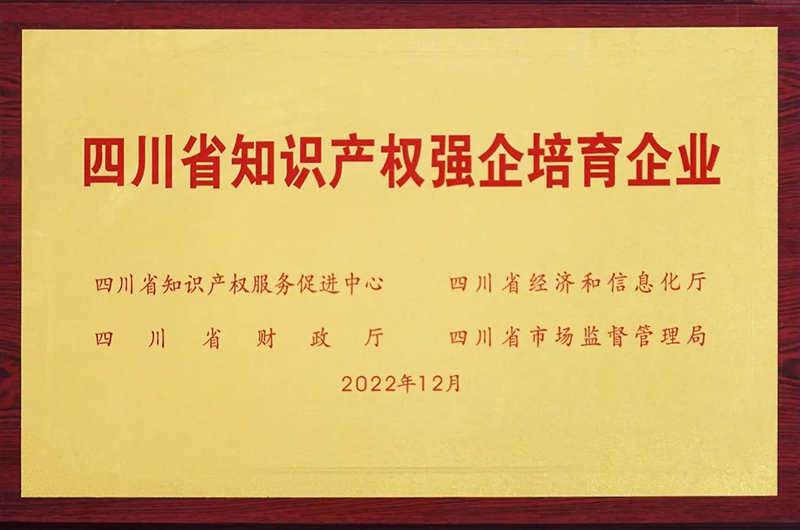 四川省知识产权强企培育企业
四川省知识产权服务促进中心 四川省经济和信息化厅
四川省财政厅 四川省市场监督管理局
2022年12月